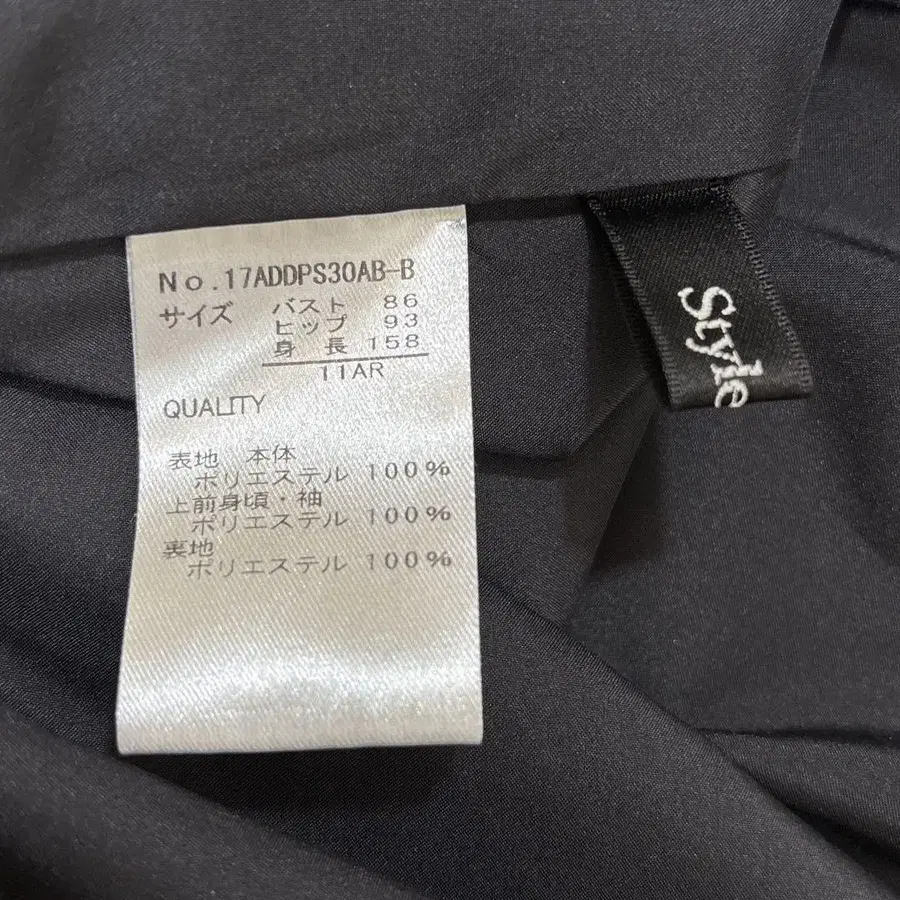 No.17ADDPS30AB-B
サイズ バスト 86
ヒップ 93
身長 158
11AR
QUALITY
表地 本体
ポリエステル 100%
上前身頃・袖
ポリエステル 100%
裏地
ポリエステル 100%
Style